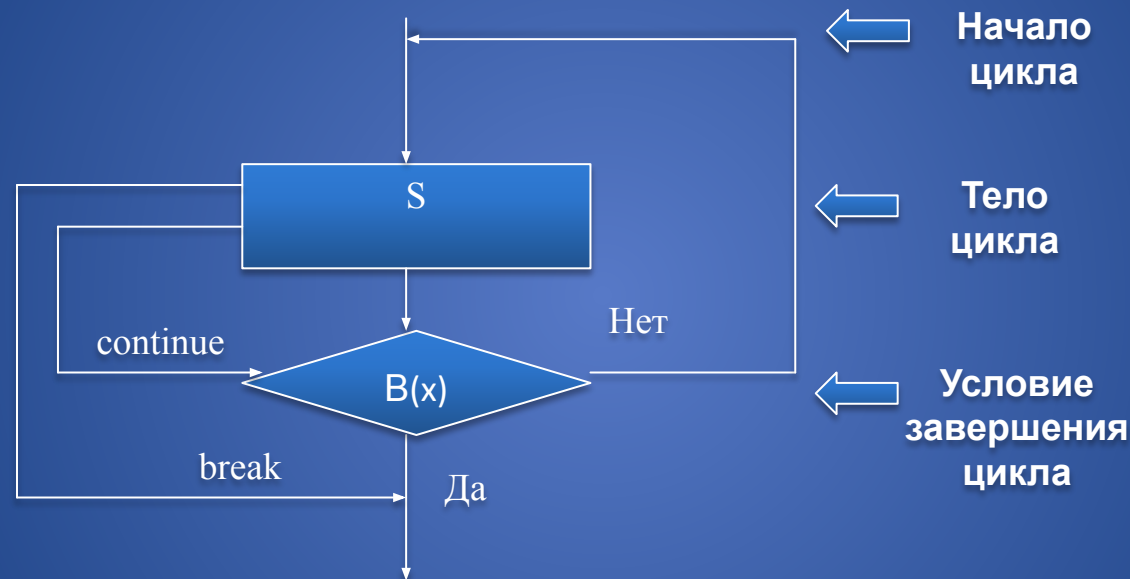 Начало
цикла
S
Тело
цикла
Нет
continue
B(x)
Условие
завершения
цикла
break
Да